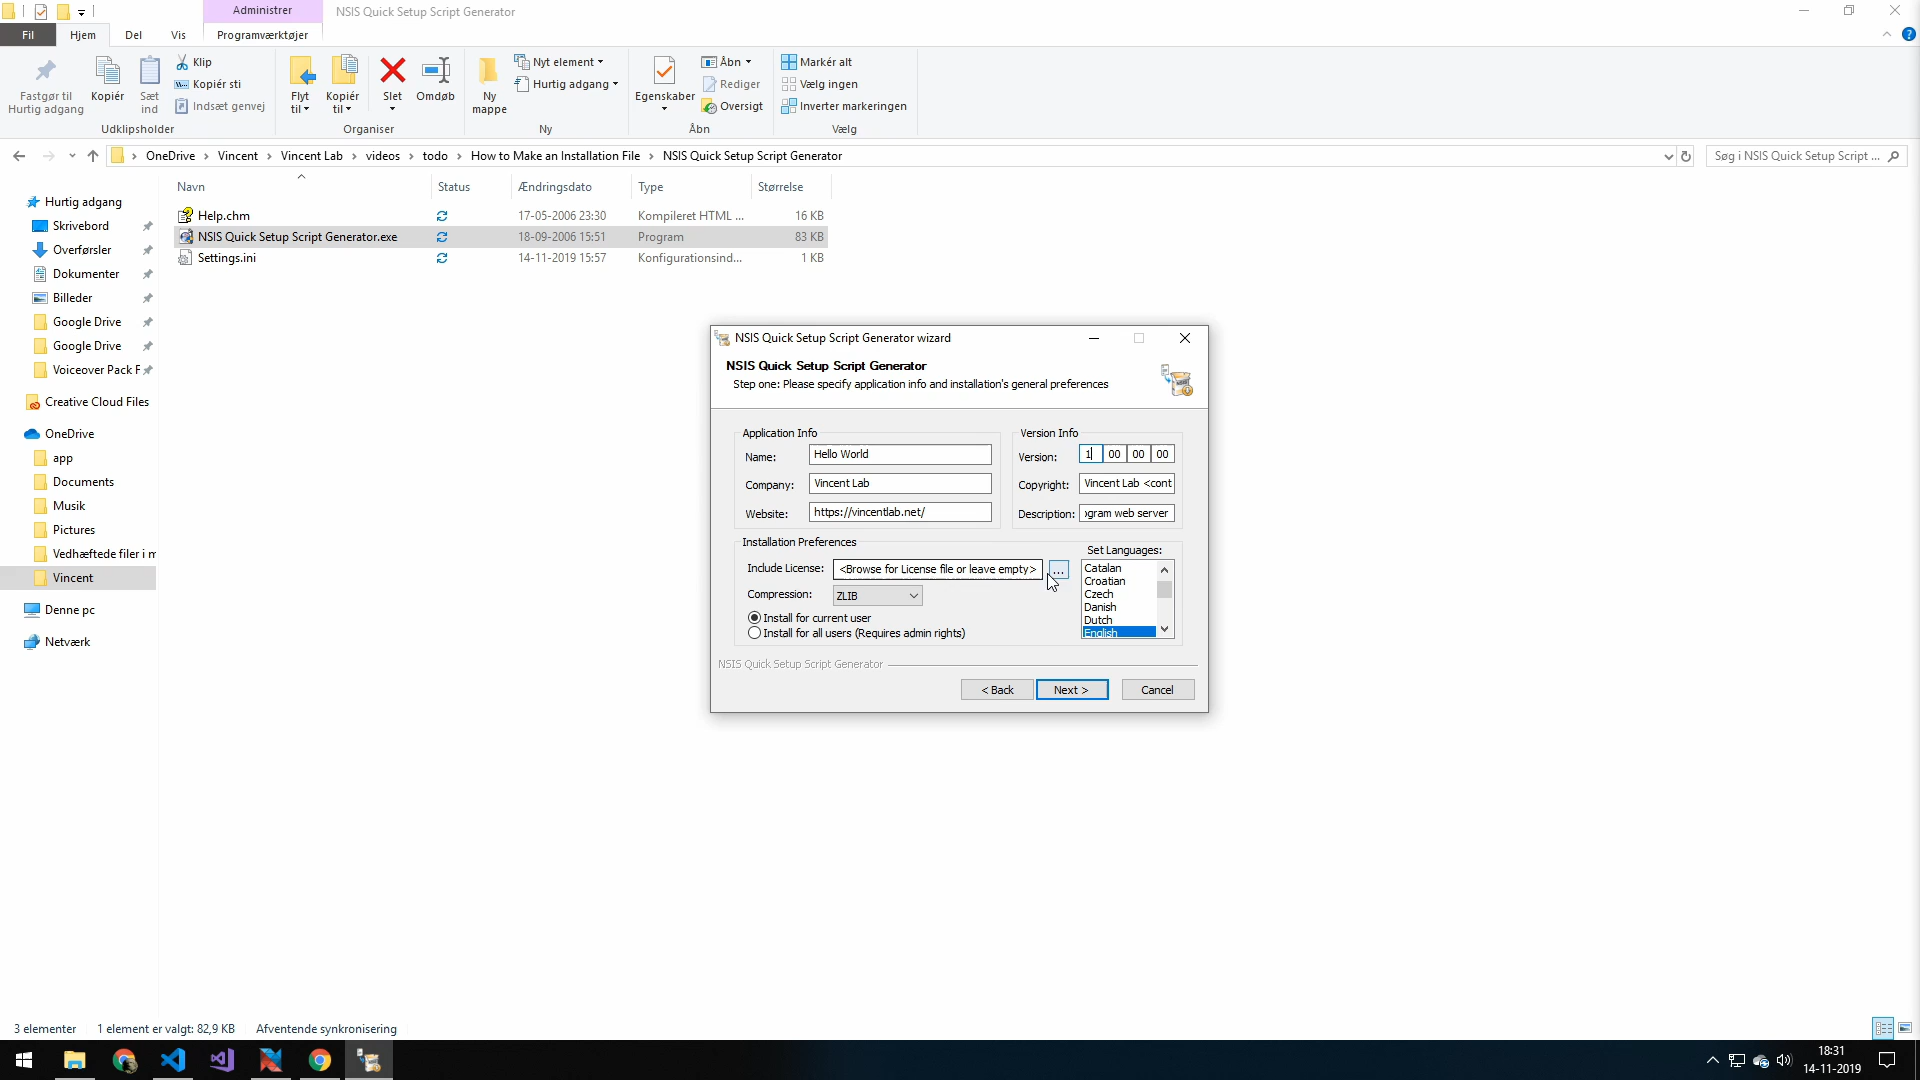 Administrer
NSIS Quick Setup Script Generator
Fil
Hjem
Del
Vis
Programværktøjer
Fastgør til
Hurtig adgang
Kopiér
Sæt
ind
Klip
Kopiér sti
Indsæt genvej
Udklipsholder
Flyt
til
Kopiér
til
Slet
Omdøb
Organiser
Ny
mappe
Nyt element
Hurtig adgang
Ny
Egenskaber
Åbn
Rediger
Oversigt
Åbn
Markér alt
Vælg ingen
Inverter markeringen
Vælg
OneDrive > Vincent > Vincent Lab > videos > todo > How to Make an Installation File > NSIS Quick Setup Script Generator
Søg i NSIS Quick Setup Script ...
Navn Status Ændringsdato Type Størrelse
Help.chm 17-05-2006 23:30 Kompileret HTML ... 16 KB
NSIS Quick Setup Script Generator.exe 18-09-2006 15:51 Program 83 KB
Settings.ini 14-11-2019 15:57 Konfigurationsind... 1 KB
Hurtig adgang
Skrivebord
Overførsler
Dokumenter
Billeder
Google Drive
Google Drive
Voiceover Pack F
Creative Cloud Files
OneDrive
app
Documents
Musik
Pictures
Vedhæftede filer i m
Vincent
Denne pc
Netværk
NSIS Quick Setup Script Generator wizard
NSIS Quick Setup Script Generator
Step one: Please specify application info and installation's general preferences
Application Info
Name: Hello World
Company: Vincent Lab
Website: https://vincentlab.net/
Version Info
Version: 1 00 00 00
Copyright: Vincent Lab <cont
Description: ogram web server
Installation Preferences
Include License: <Browse for License file or leave empty> ...
Compression: ZLIB
Install for current user
Install for all users (Requires admin rights)
Set Languages:
Catalan
Croatian
Czech
Danish
Dutch
English
NSIS Quick Setup Script Generator
< Back
Next >
Cancel
3 elementer 1 element er valgt: 82,9 KB Afventende synkronisering
18:31
14-11-2019